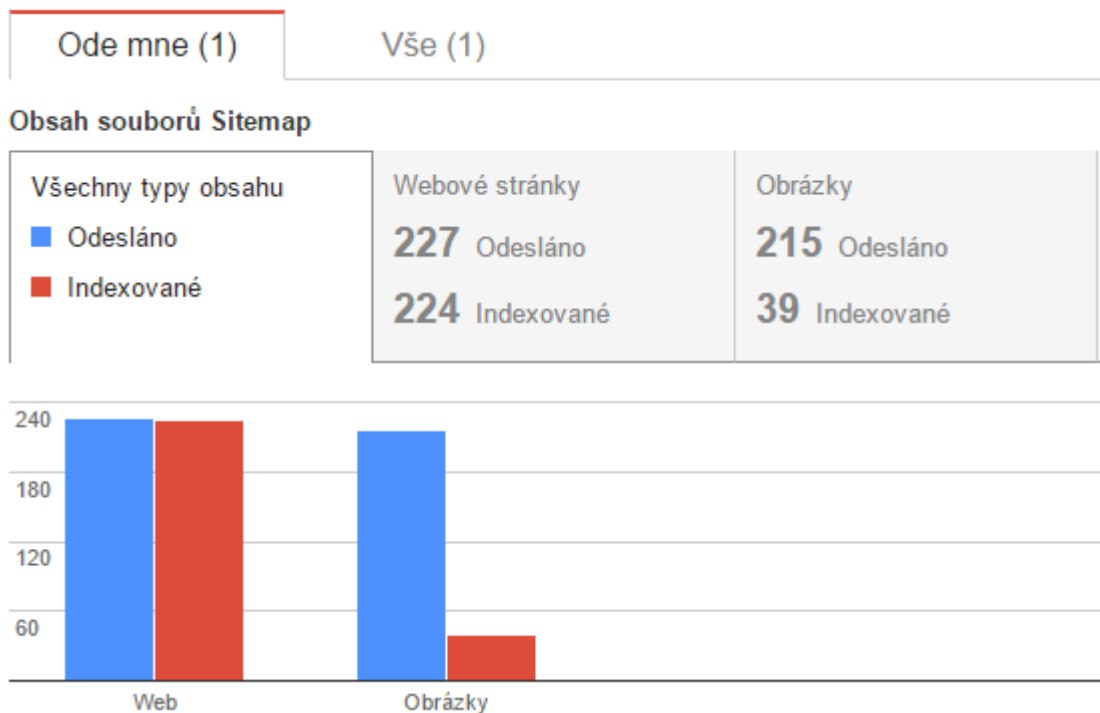 Ode mne (1) Vše (1)
Obsah souborů Sitemap
Všechny typy obsahu
Odesláno
Indexované
Webové stránky
227 Odesláno
224 Indexované
Obrázky
215 Odesláno
39 Indexované
240
180
120
60
Web Obrázky